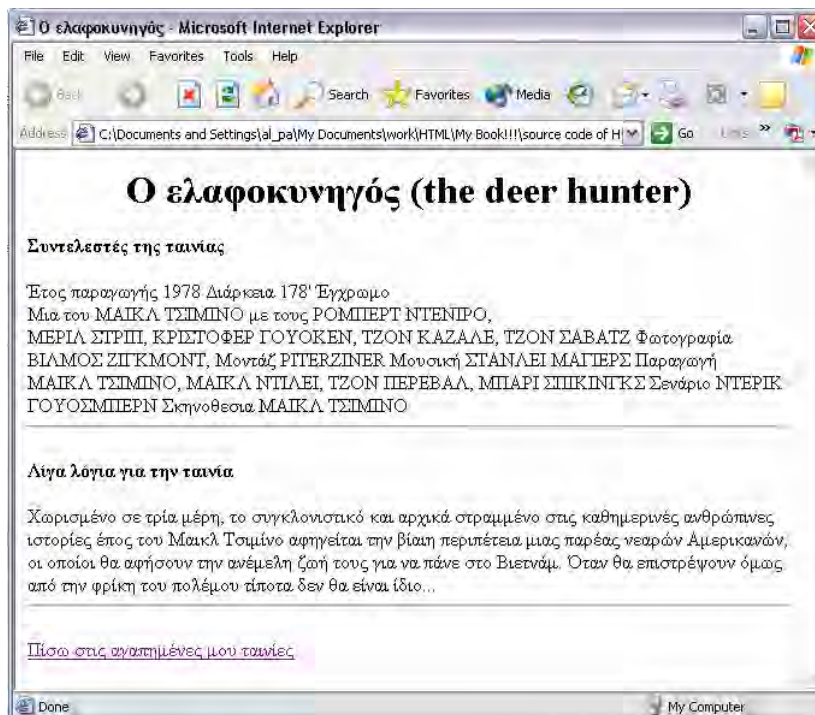 Ο ελαφοκυνηγός - Microsoft Internet Explorer
File Edit View Favorites Tools Help
Back Search Favorites Media
Address C:\Documents and Settings\al_pa\My Documents\work\HTML\My Book!!!\source code of H Go Links »
Ο ελαφοκυνηγός (the deer hunter)
Συντελεστές της ταινίας
Έτος παραγωγής 1978 Διάρκεια 178' Έγχρωμο
Μια του ΜΑΙΚΛ ΤΣΙΜΙΝΟ με τους ΡΟΜΠΕΡΤ ΝΤΕΝΙΡΟ,
ΜΕΡΙΛ ΣΤΡΙΠ, ΚΡΙΣΤΟΦΕΡ ΓΟΥΟΚΕΝ, ΤΖΟΝ ΚΑΖΑΛΕ, ΤΖΟΝ ΣΑΒΑΤΖ Φωτογραφία
ΒΙΛΜΟΣ ΖΙΓΚΜΟΝΤ, Μοντάζ PITERZINER Μουσική ΣΤΑΝΛΕΙ ΜΑΓΙΕΡΣ Παραγωγή
ΜΑΙΚΛ ΤΣΙΜΙΝΟ, ΜΑΙΚΛ ΝΤΙΛΕΙ, ΤΖΟΝ ΠΕΡΕΒΑΛ, ΜΠΑΡΙ ΣΠΙΚΙΝΓΚΣ Σενάριο ΝΤΕΡΙΚ
ΓΟΥΟΣΜΠΕΡΝ Σκηνοθεσια ΜΑΙΚΛ ΤΣΙΜΙΝΟ
Λίγα λόγια για την ταινία
Χωρισμένο σε τρία μέρη, το συγκλονιστικό και αρχικά στραμμένο στις καθημερινές ανθρώπινες
ιστορίες έπος του Μαικλ Τσιμίνο αφηγείται την βίαιη περιπέτεια μιας παρέας νεαρών Αμερικανών,
οι οποίοι θα αφήσουν την ανέμελη ζωή τους για να πάνε στο Βιετνάμ. Όταν θα επιστρέψουν όμως
από την φρίκη του πολέμου τίποτα δεν θα είναι ίδιο...
Πίσω στις αγαπημένες μου ταινίες
Done My Computer